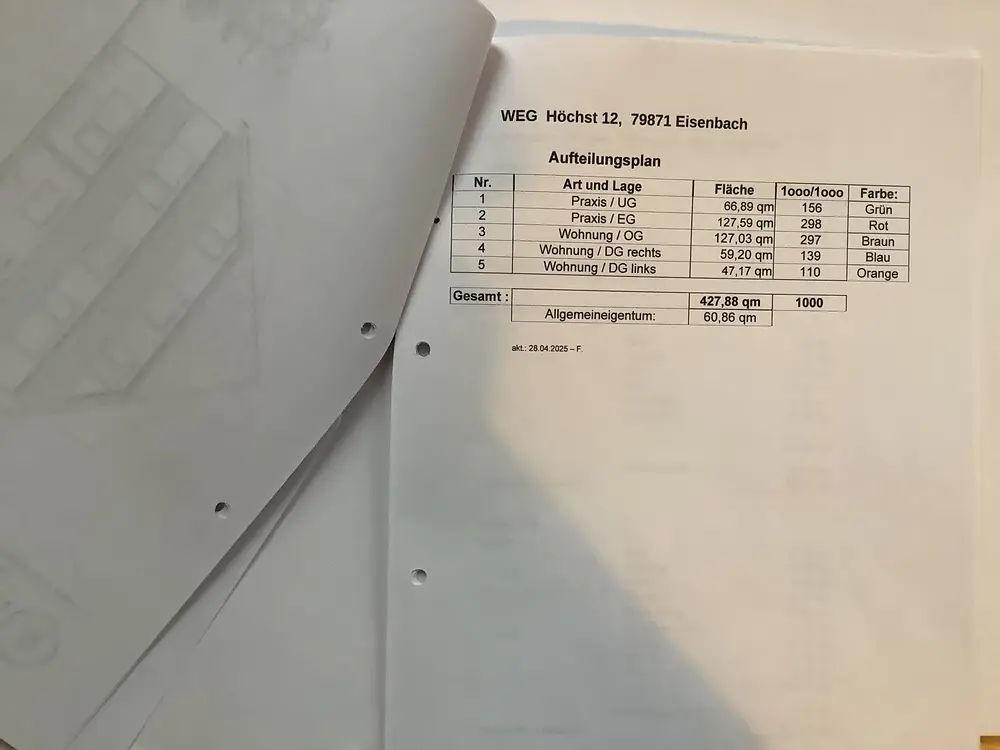 WEG Höchst 12, 79871 Eisenbach
Aufteilungsplan
Nr. Art und Lage Fläche 1ooo/1ooo Farbe:
1 Praxis / UG 66,89 qm 156 Grün
2 Praxis / EG 127,59 qm 298 Rot
3 Wohnung / OG 127,03 qm 297 Braun
4 Wohnung / DG rechts 59,20 qm 139 Blau
5 Wohnung / DG links 47,17 qm 110 Orange
Gesamt : 427,88 qm 1000
Allgemeineigentum: 60,86 qm
akt.: 28.04.2025 – F.